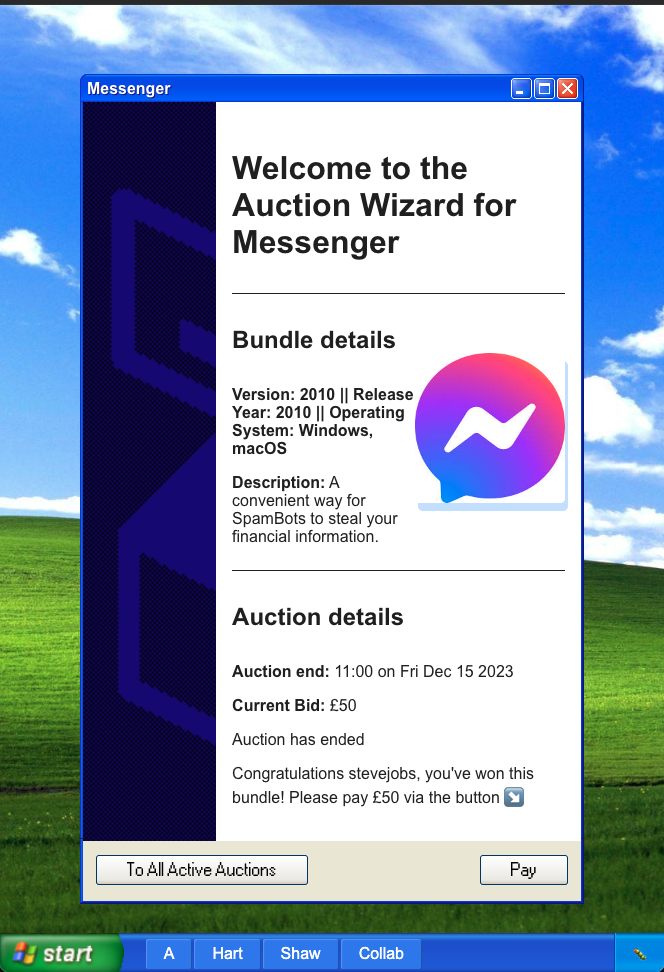 Messenger
Welcome to the
Auction Wizard for
Messenger
Bundle details
Version: 2010 || Release
Year: 2010 || Operating
System: Windows,
macOS
Description: A
convenient way for
SpamBots to steal your
financial information.
Auction details
Auction end: 11:00 on Fri Dec 15 2023
Current Bid: £50
Auction has ended
Congratulations stevejobs, you've won this
bundle! Please pay £50 via the button ↘️
To All Active Auctions
Pay
start
A
Hart
Shaw
Collab